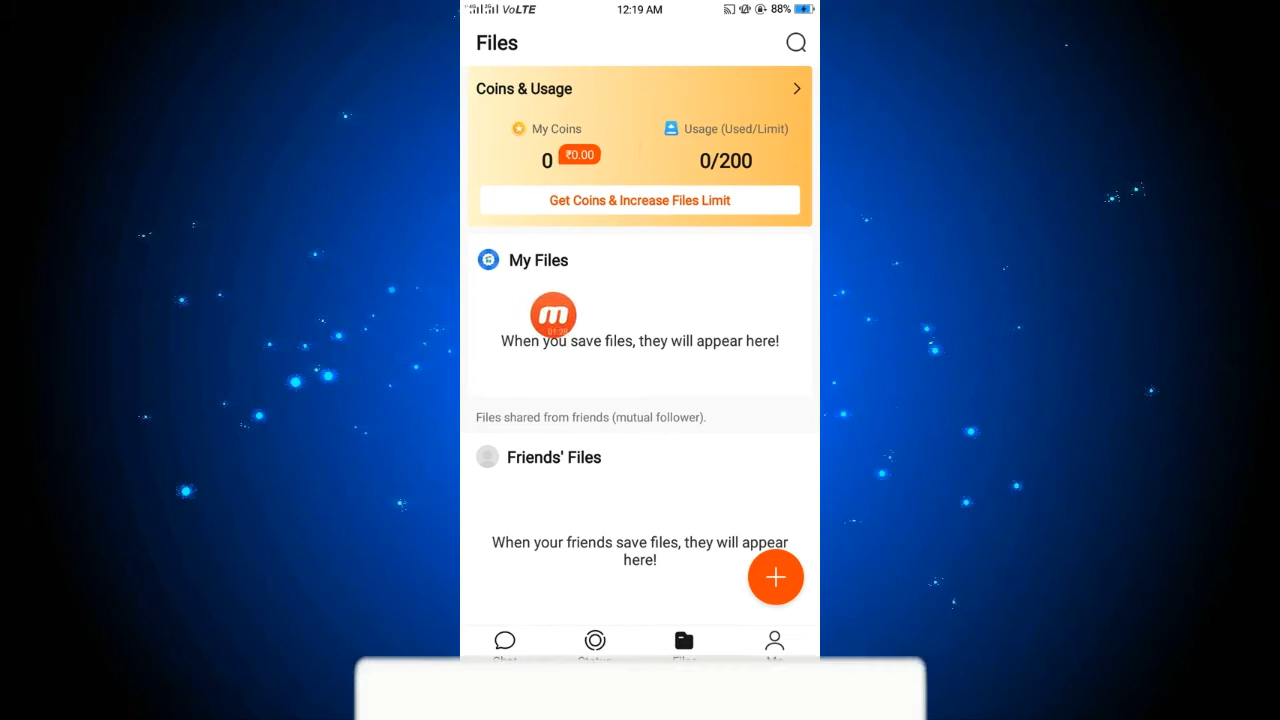 VoLTE 12:19 AM 88%
Files
Coins & Usage
My Coins Usage (Used/Limit)
0 ₹0.00 0/200
Get Coins & Increase Files Limit
My Files
m
When you save files, they will appear here!
Files shared from friends (mutual follower).
Friends' Files
When your friends save files, they will appear
here!